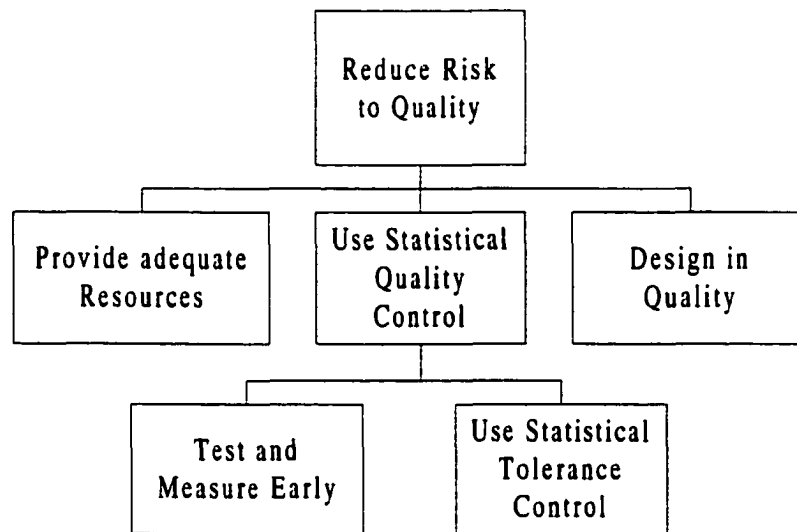 Reduce Risk
to Quality
Provide adequate
Resources
Use Statistical
Quality
Control
Design in
Quality
Test and
Measure Early
Use Statistical
Tolerance
Control